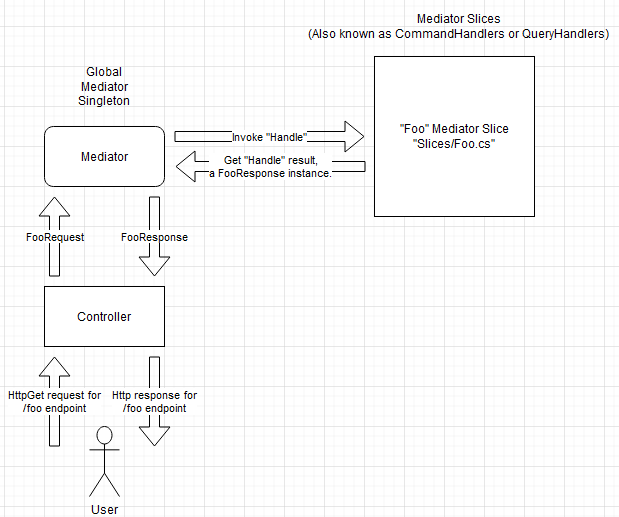 Mediator Slices
(Also known as CommandHandlers or QueryHandlers)
Global
Mediator
Singleton
Mediator
Invoke "Handle"
Get "Handle" result,
a FooResponse instance.
"Foo" Mediator Slice
"Slices/Foo.cs"
FooRequest
FooResponse
Controller
HttpGet request for
/foo endpoint
Http response for
/foo endpoint
User